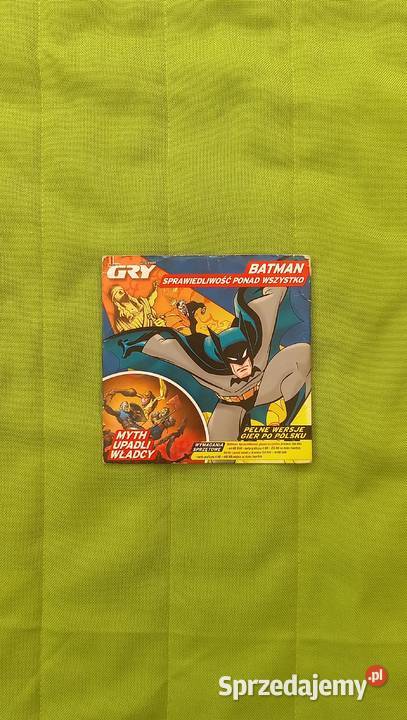 GRY
BATMAN
SPRAWIEDLIWOŚĆ PONAD WSZYSTKO
MYTH
UPADLI
WŁADCY
PEŁNE WERSJE
GIER PO POLSKU
WYMAGANIA
SPRZĘTOWE
Sprzedajemy.pl